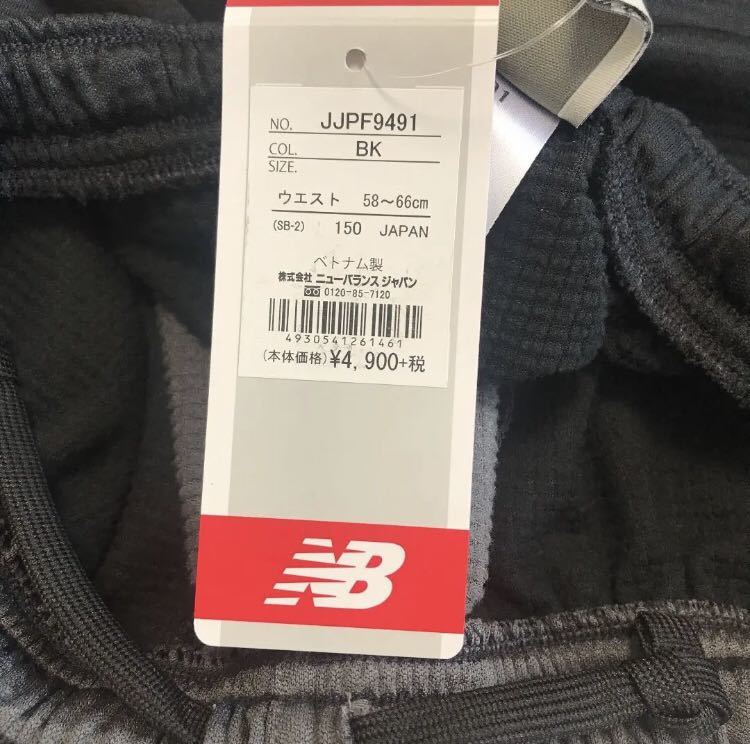 NO. JJPF9491
COL. BK
SIZE.
ウエスト 58～66cm
(SB-2) 150 JAPAN
ベトナム製
株式会社 ニューバランス ジャパン
0120-85-7120
4930541261461
(本体価格) ¥4,900+税
NB